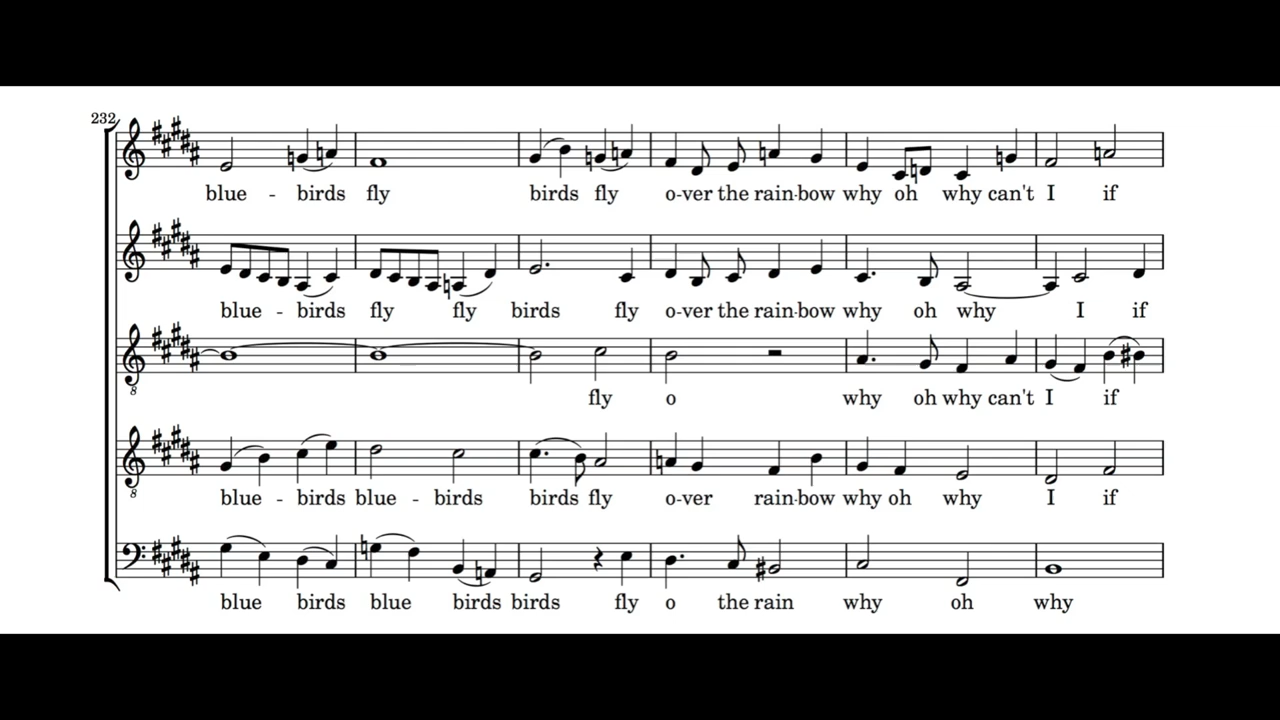 232
blue - birds fly birds fly o-ver the rain-bow why oh why can't I if
blue - birds fly fly birds fly o-ver the rain-bow why oh why I if
8
fly o why oh why can't I if
8
blue - birds blue - birds birds fly o-ver rain-bow why oh why I if
blue birds blue birds birds fly o the rain why oh why